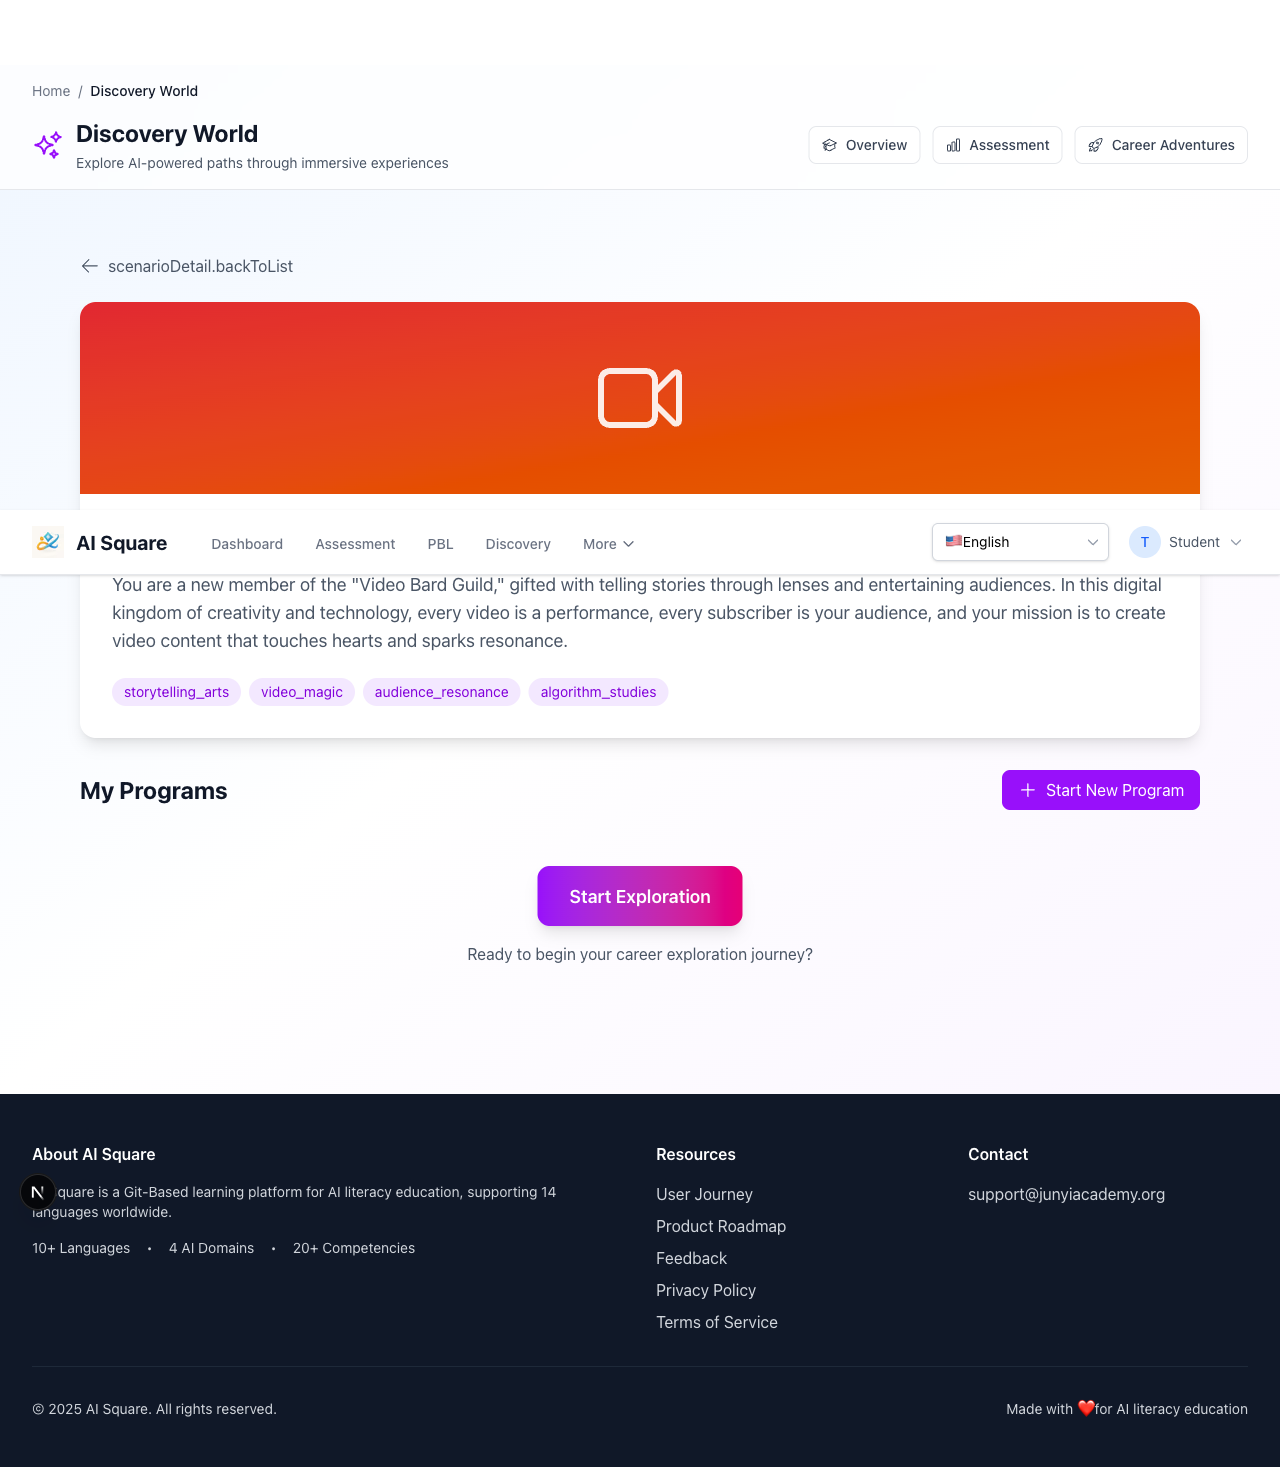 Home / Discovery World
Discovery World
Explore AI-powered paths through immersive experiences
Overview
Assessment
Career Adventures
scenarioDetail.backToList
AI Square
Dashboard
Assessment
PBL
Discovery
More
English
T
Student
You are a new member of the "Video Bard Guild," gifted with telling stories through lenses and entertaining audiences. In this digital
kingdom of creativity and technology, every video is a performance, every subscriber is your audience, and your mission is to create
video content that touches hearts and sparks resonance.
storytelling_arts
video_magic
audience_resonance
algorithm_studies
My Programs
Start New Program
Start Exploration
Ready to begin your career exploration journey?
About AI Square
N
quare is a Git-Based learning platform for AI literacy education, supporting 14
languages worldwide.
10+ Languages • 4 AI Domains • 20+ Competencies
Resources
User Journey
Product Roadmap
Feedback
Privacy Policy
Terms of Service
Contact
support@junyiacademy.org
© 2025 AI Square. All rights reserved.
Made with ❤️for AI literacy education